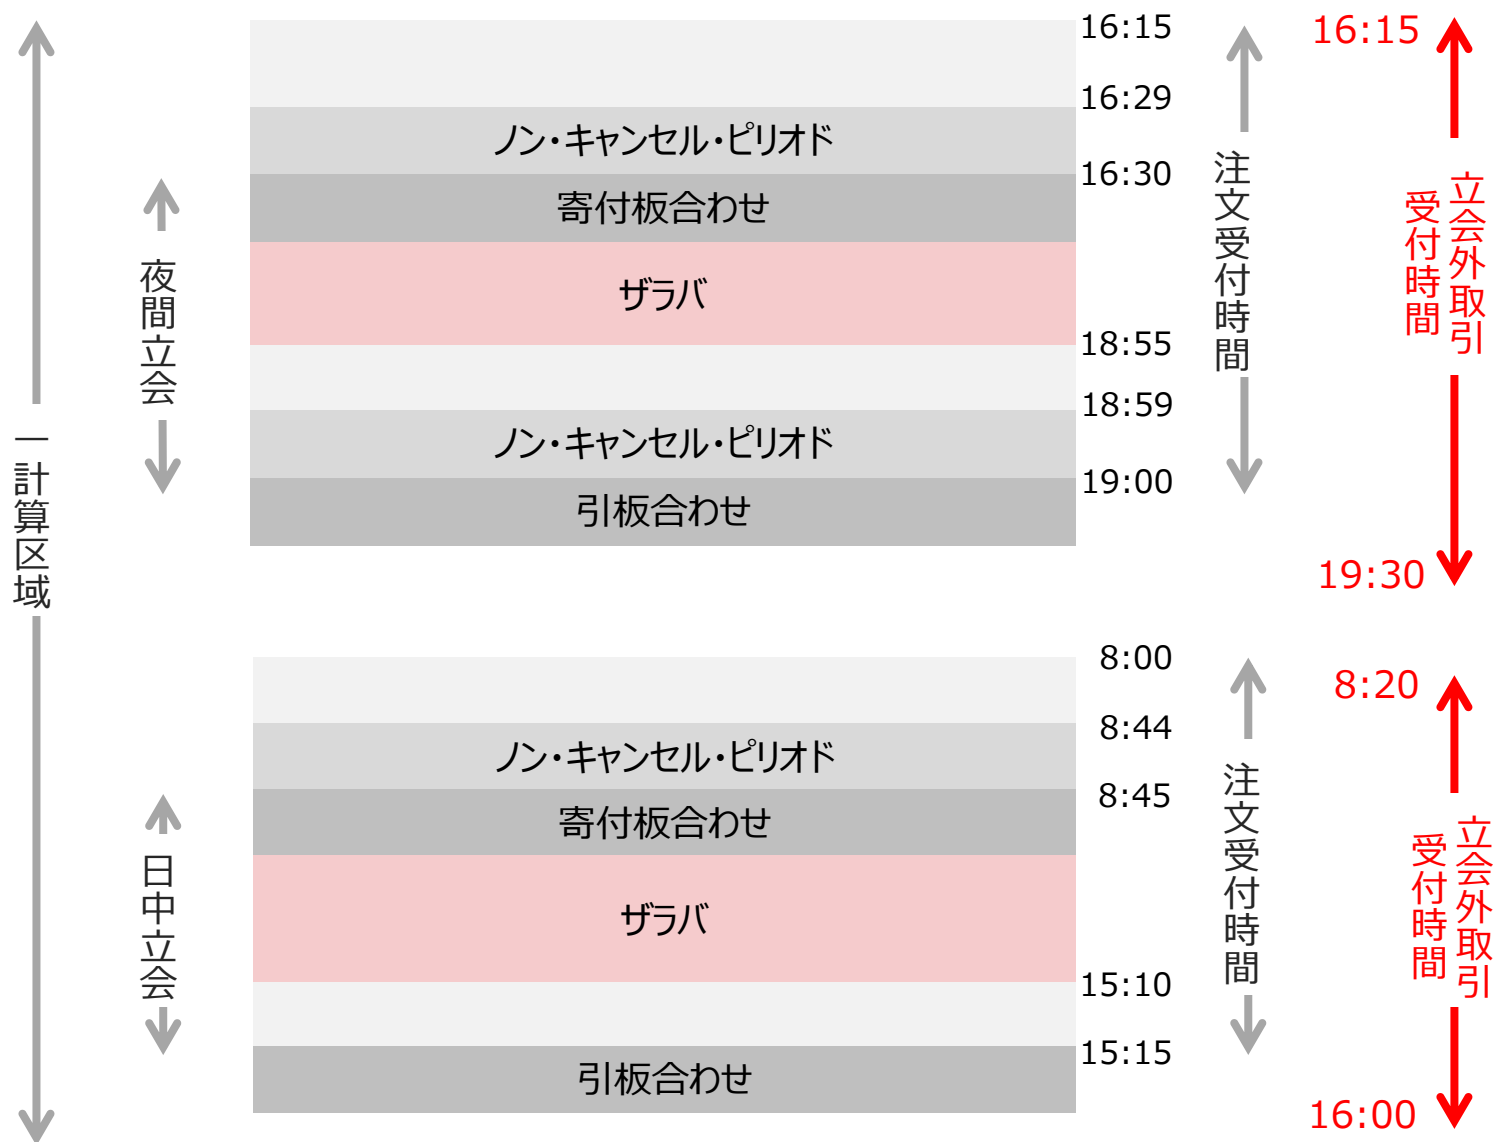 16:15
16:15
16:29
ノン・キャンセル・ピリオド
16:30
寄付板合わせ
ザラバ
18:55
18:59
ノン・キャンセル・ピリオド
19:00
引板合わせ
夜間立会
注文受付時間
立会外取引
受付時間
19:30
一計算区域
8:00
8:20
8:44
ノン・キャンセル・ピリオド
8:45
寄付板合わせ
ザラバ
15:10
15:15
引板合わせ
日中立会
注文受付時間
立会外取引
受付時間
16:00